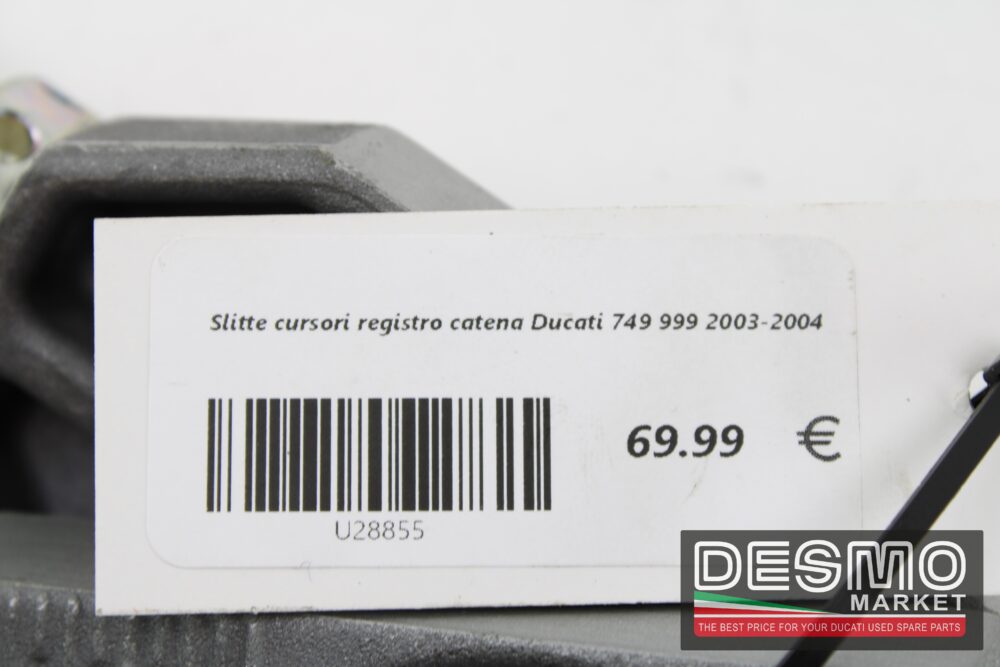 Slitte cursori registro catena Ducati 749 999 2003-2004
69.99 €
U28855
DESMO
MARKET
THE BEST PRICE FOR YOUR DUCATI USED SPARE PARTS